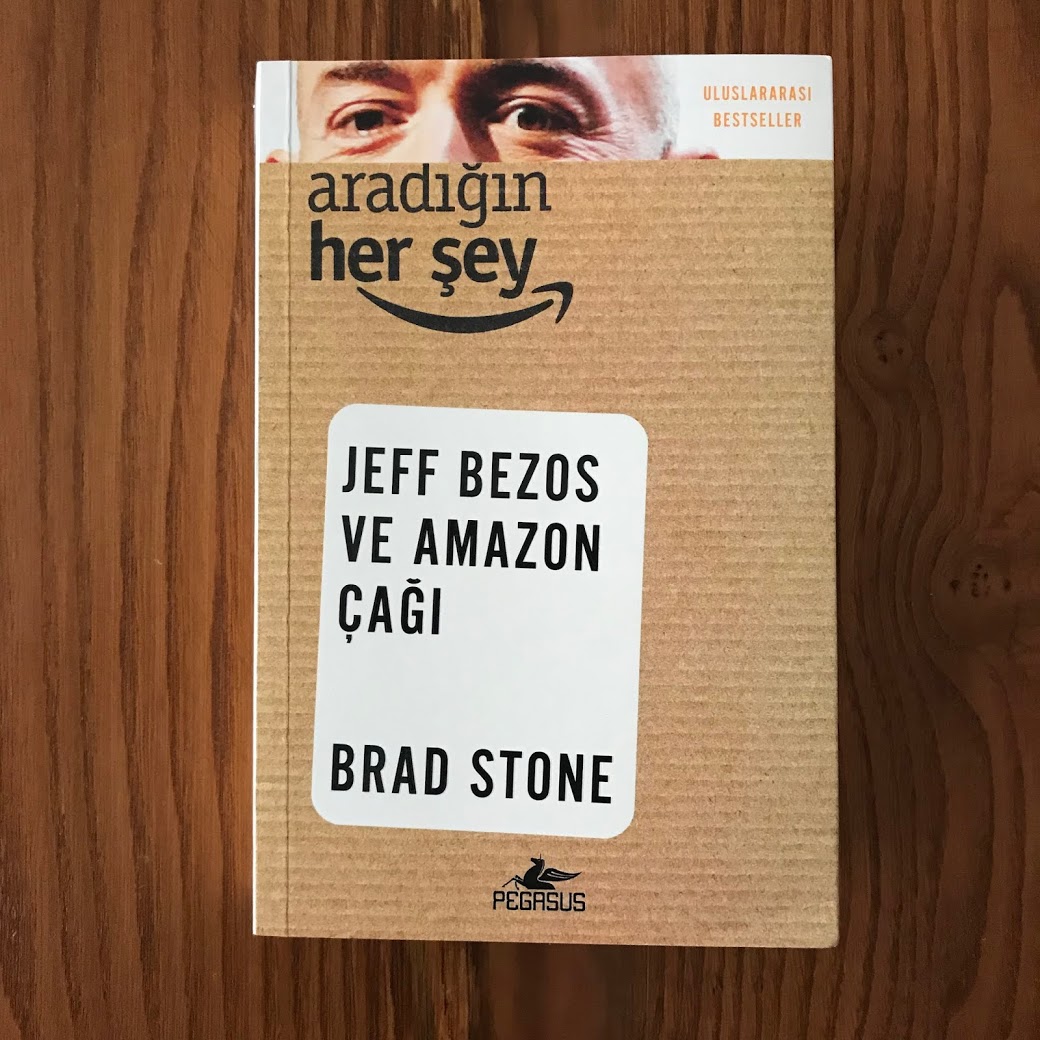 ULUSLARARASI
BESTSELLER
aradığın
her şey
JEFF BEZOS
VE AMAZON
ÇAĞI
BRAD STONE
PEGASUS